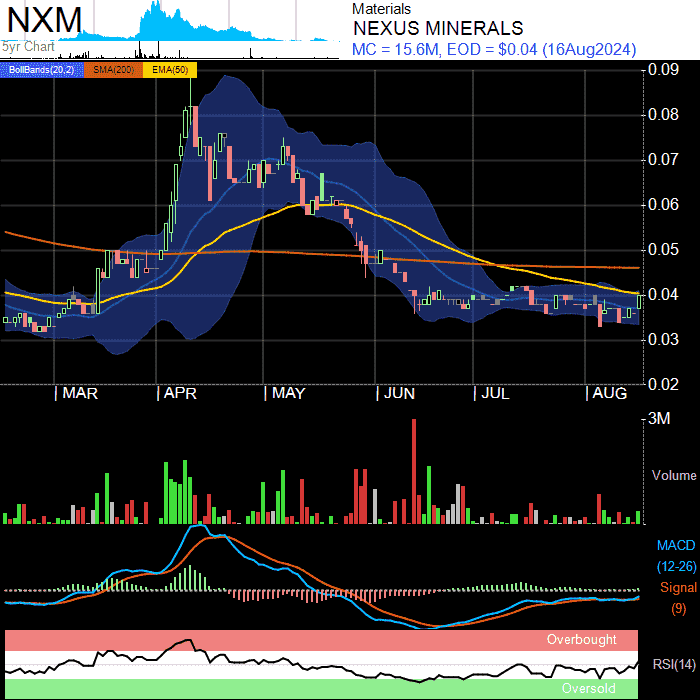 NXM
5yr Chart
Materials
NEXUS MINERALS
MC = 15.6M, EOD = $0.04 (16Aug2024)
BollBands(20,2) SMA(200) EMA(50)
0.09
0.08
0.07
0.06
0.05
0.04
0.03
0.02
MAR APR MAY JUN JUL AUG
3M
Volume
MACD
(12-26)
Signal
(9)
Overbought
RSI(14)
Oversold